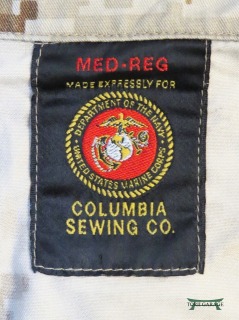 MED-REG
MADE EXPRESSLY FOR
DEPARTMENT OF THE NAVY
UNITED STATES MARINE CORPS
COLUMBIA
SEWING CO.